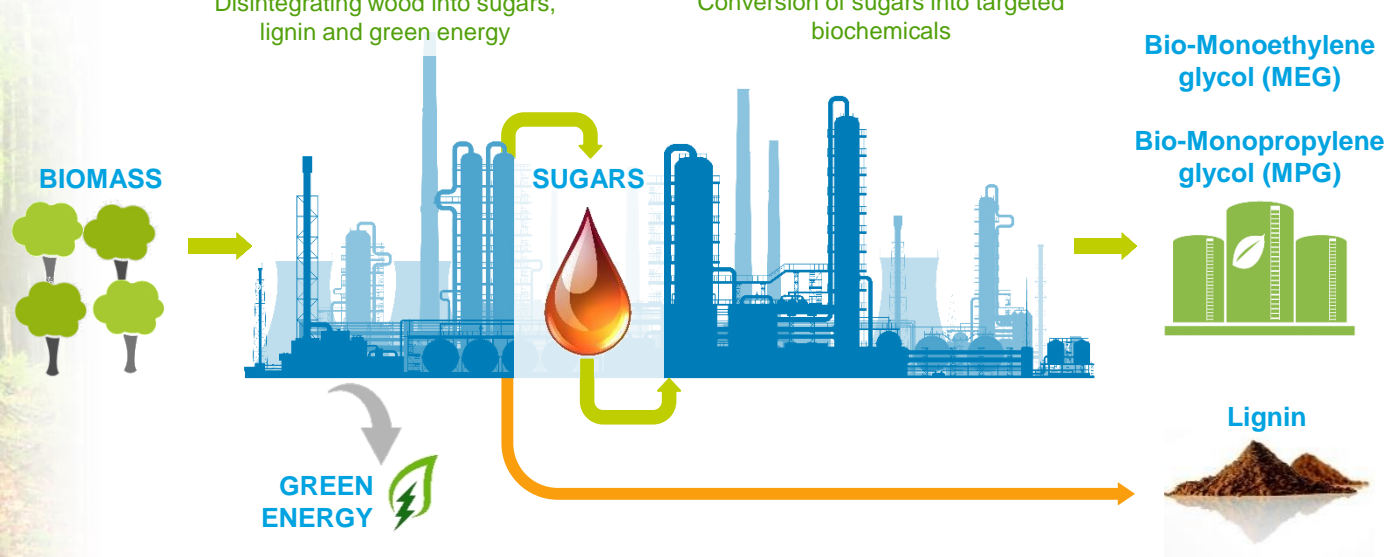 Disintegrating wood into sugars,
lignin and green energy
Conversion of sugars into targeted
biochemicals
Bio-Monoethylene
glycol (MEG)
Bio-Monopropylene
glycol (MPG)
BIOMASS
SUGARS
Lignin
GREEN
ENERGY